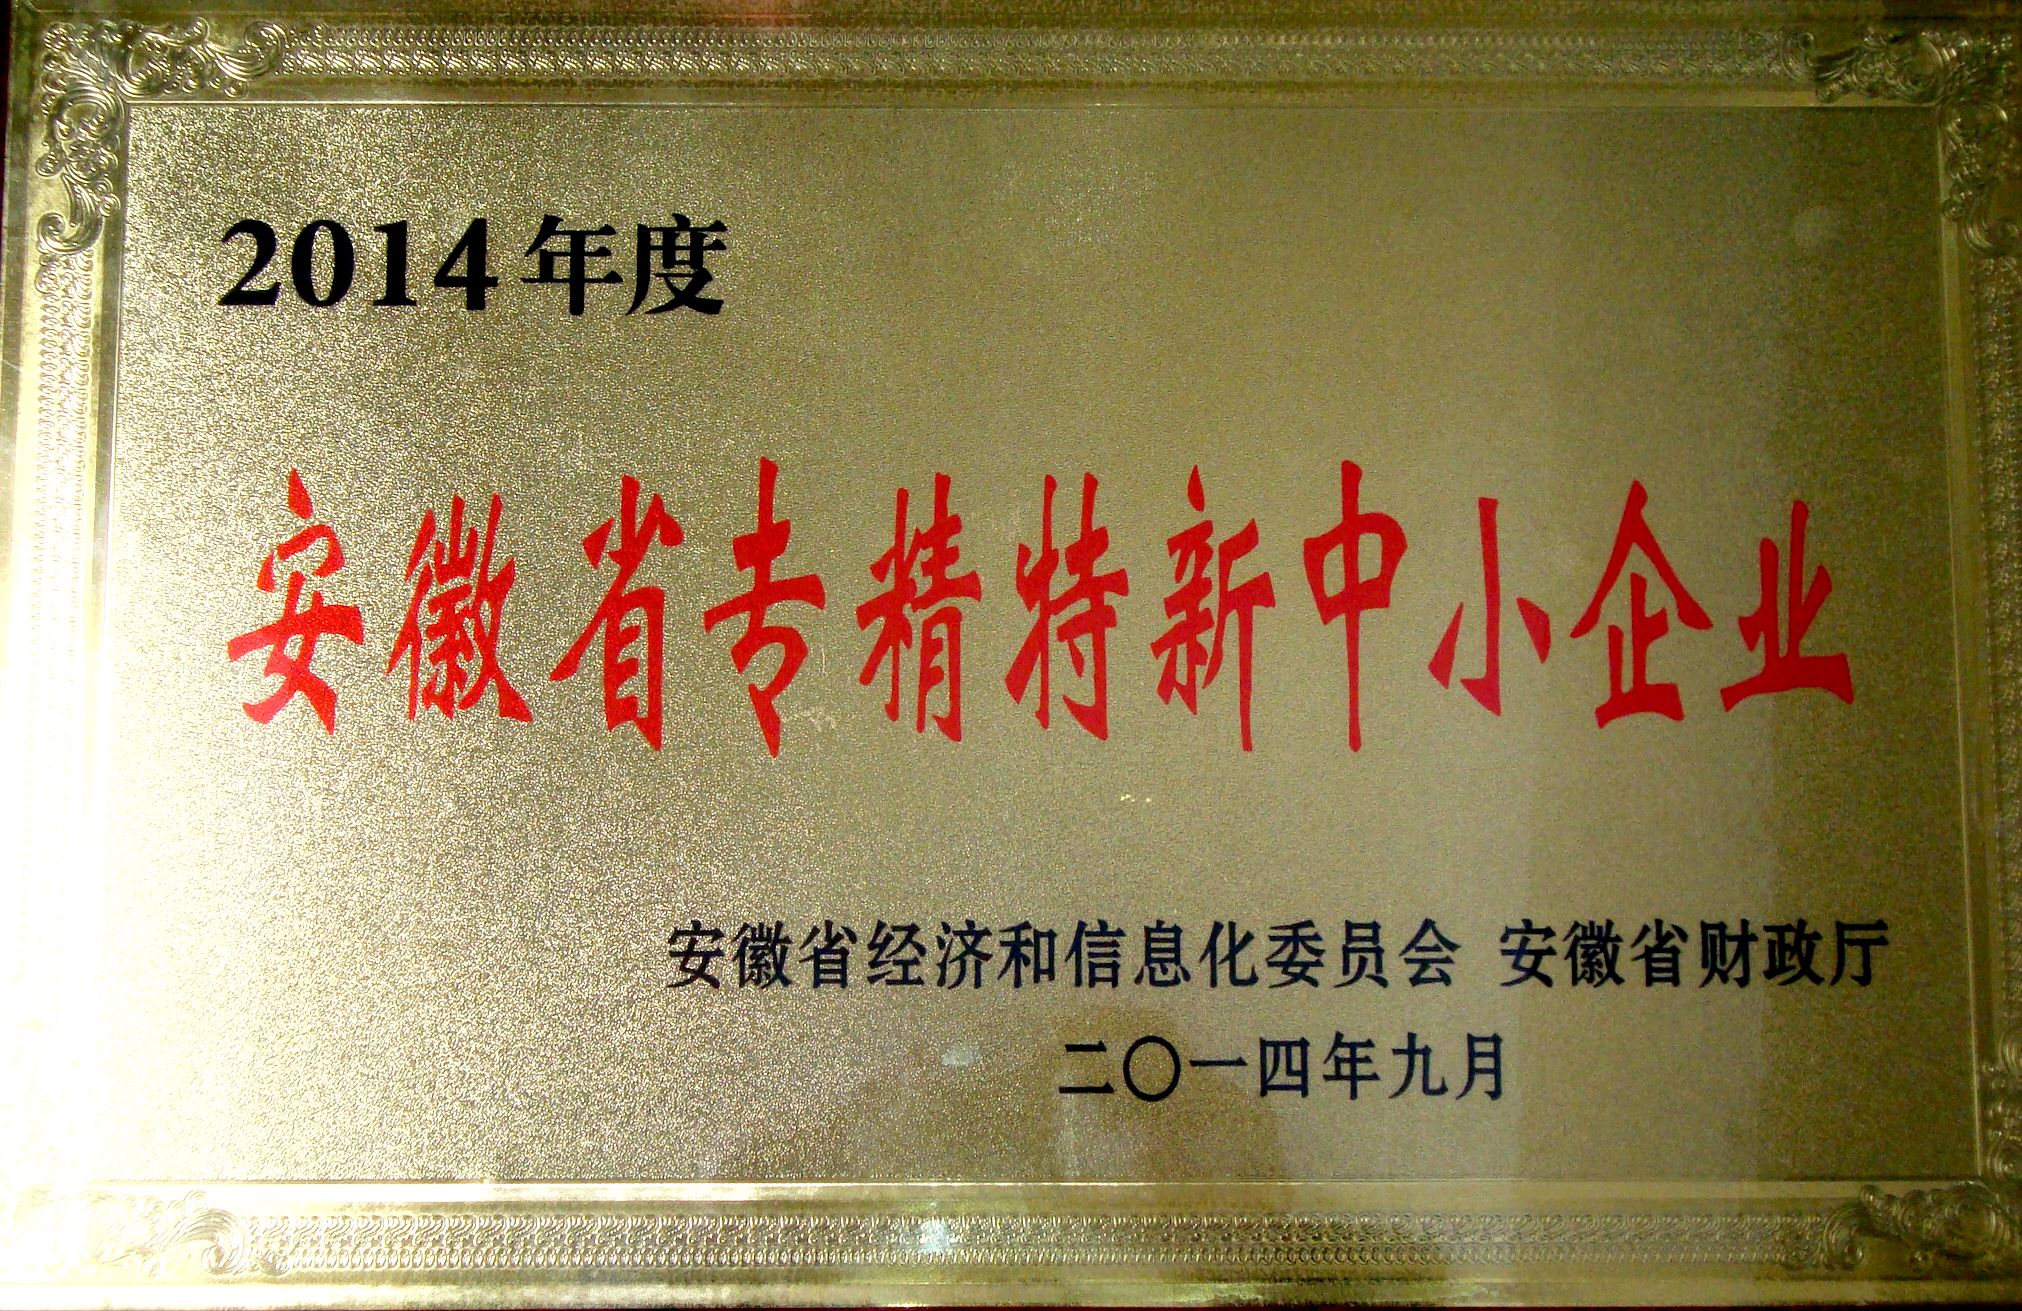 2014年度
安徽省专精特新中小企业
安徽省经济和信息化委员会 安徽省财政厅
二〇一四年九月